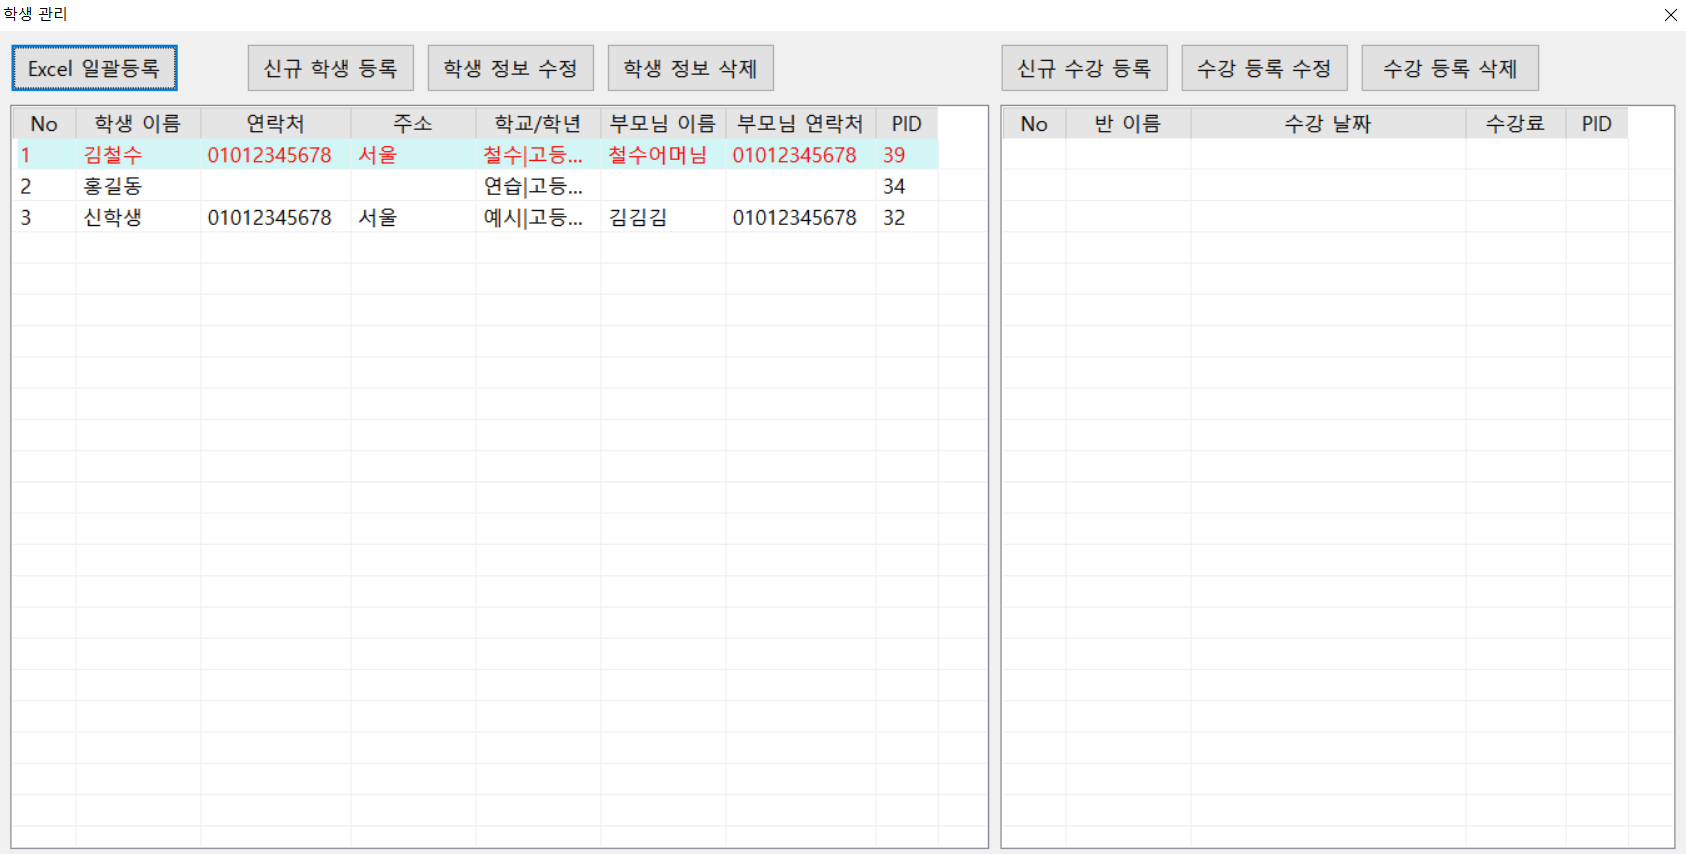 학생 관리
Excel 일괄등록 신규 학생 등록 학생 정보 수정 학생 정보 삭제 신규 수강 등록 수강 등록 수정 수강 등록 삭제
No 학생 이름 연락처 주소 학교/학년 부모님 이름 부모님 연락처 PID No 반 이름 수강 날짜 수강료 PID
1 김철수 01012345678 서울 철수|고등... 철수어머님 01012345678 39
2 홍길동 연습|고등... 34
3 신학생 01012345678 서울 예시|고등... 김김김 01012345678 32